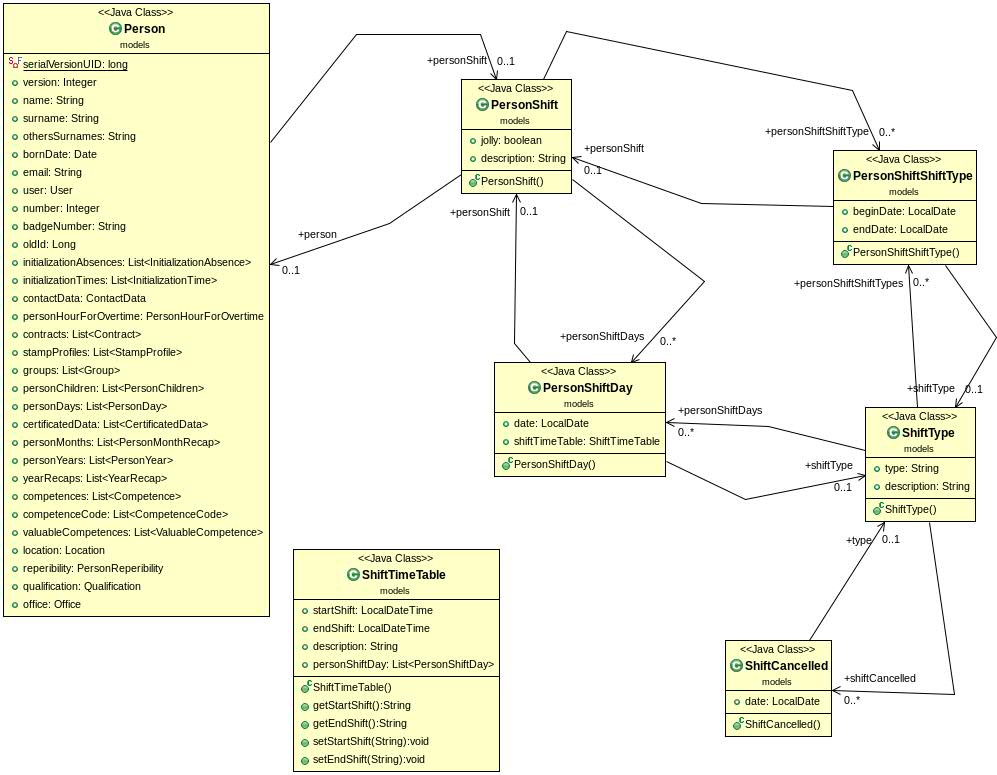 <<Java Class>>
Person
models
serialVersionUID: long
version: Integer
name: String
surname: String
othersSurnames: String
bornDate: Date
email: String
user: User
number: Integer
badgeNumber: String
oldId: Long
initializationAbsences: List<InitializationAbsence>
initializationTimes: List<InitializationTime>
contactData: ContactData
personHourForOvertime: PersonHourForOvertime
contracts: List<Contract>
stampProfiles: List<StampProfile>
groups: List<Group>
personChildren: List<PersonChildren>
personDays: List<PersonDay>
certificatedData: List<CertificatedData>
personMonths: List<PersonMonthRecap>
personYears: List<PersonYear>
yearRecaps: List<YearRecap>
competences: List<Competence>
competenceCode: List<CompetenceCode>
valuableCompetences: List<ValuableCompetence>
location: Location
reperibility: PersonReperibility
qualification: Qualification
office: Office
+personShift 0..1
<<Java Class>>
PersonShift
models
jolly: boolean
description: String
PersonShift()
+personShiftShiftType 0..*
<<Java Class>>
PersonShiftShiftType
models
beginDate: LocalDate
endDate: LocalDate
PersonShiftShiftType()
+personShift
0..1
+person
0..1
+personShift 0..1
+personShiftDays 0..*
+personShiftShiftTypes 0..*
+shiftType 0..1
<<Java Class>>
PersonShiftDay
models
date: LocalDate
shiftTimeTable: ShiftTimeTable
PersonShiftDay()
+personShiftDays
0..*
+shiftType
0..1
<<Java Class>>
ShiftType
models
type: String
description: String
ShiftType()
+type 0..1
<<Java Class>>
ShiftTimeTable
models
startShift: LocalDateTime
endShift: LocalDateTime
description: String
personShiftDay: List<PersonShiftDay>
ShiftTimeTable()
getStartShift():String
getEndShift():String
setStartShift(String):void
setEndShift(String):void
<<Java Class>>
ShiftCancelled
models
date: LocalDate
ShiftCancelled()
+shiftCancelled
0..*